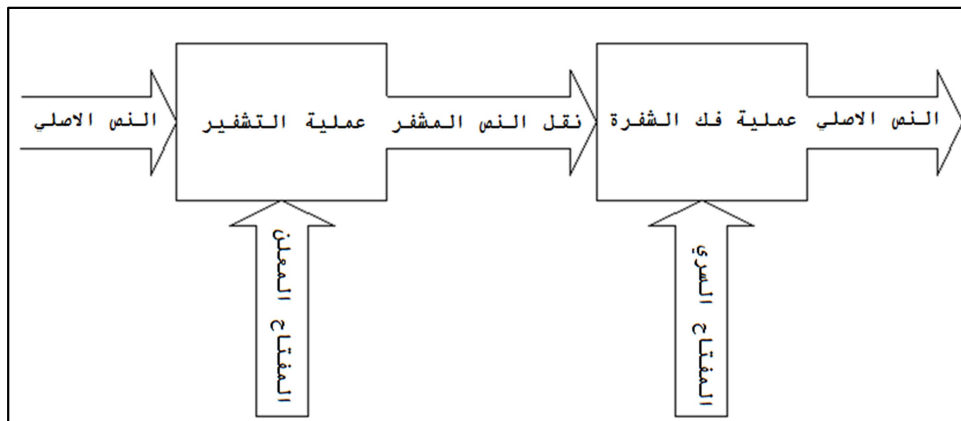 النص الاصلي
عملية التشفير
نقل النص المشفر
عملية فك الشفرة
النص الاصلي
المفتاح المعلن
المفتاح السري